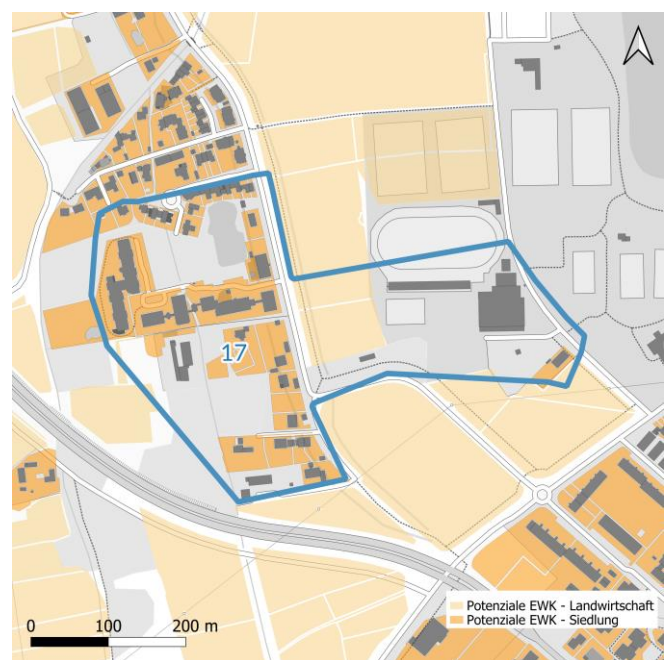 17
Potenziale EWK - Landwirtschaft
Potenziale EWK - Siedlung
0 100 200 m